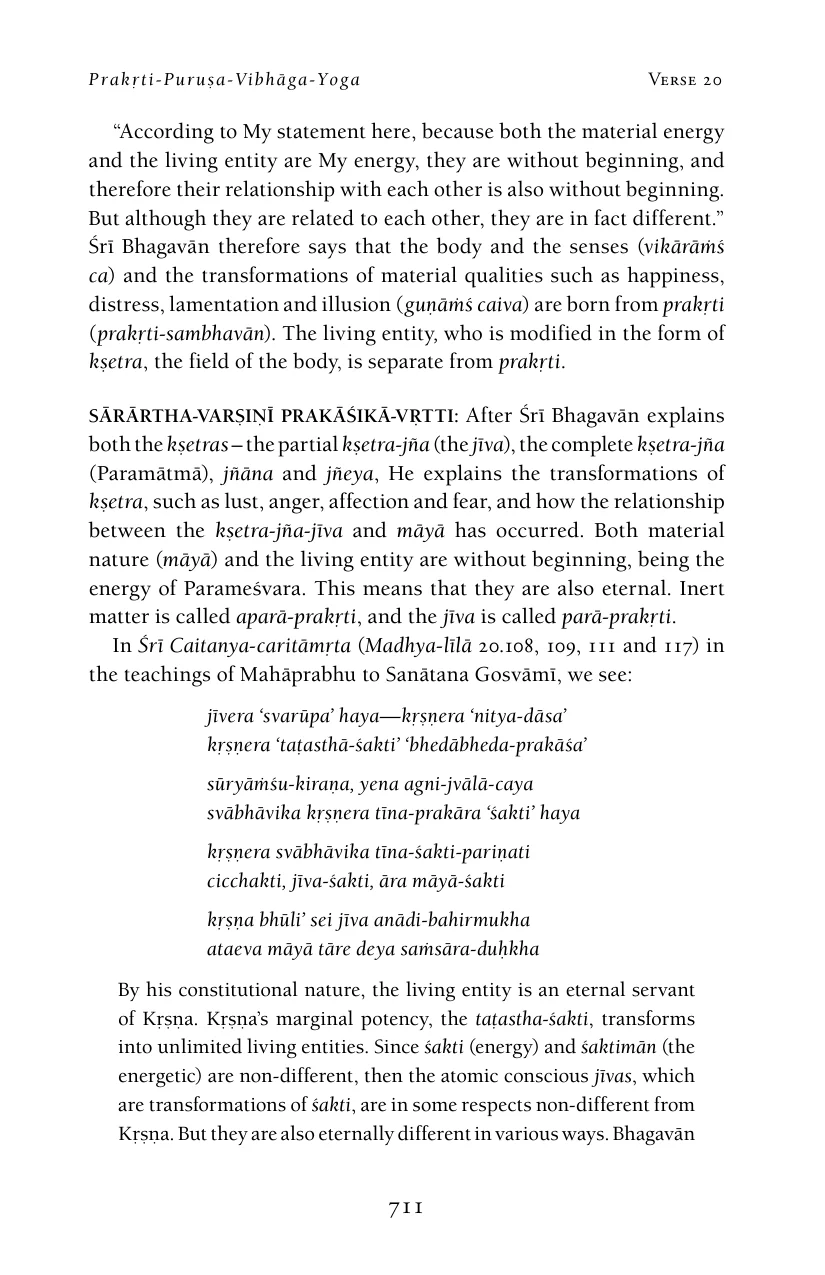 Prakṛti-Puruṣa-Vibhāga-Yoga
Verse 20
“According to My statement here, because both the material energy
and the living entity are My energy, they are without beginning, and
therefore their relationship with each other is also without beginning.
But although they are related to each other, they are in fact different.”
Śrī Bhagavān therefore says that the body and the senses (vikārāṁś
ca) and the transformations of material qualities such as happiness,
distress, lamentation and illusion (guṇāṁś caiva) are born from prakṛti
(prakṛti-sambhavān). The living entity, who is modified in the form of
kṣetra, the field of the body, is separate from prakṛti.
SĀRĀRTHA-VARṢIṆĪ PRAKĀŚIKĀ-VṚTTI: After Śrī Bhagavān explains
both the kṣetras – the partial kṣetra-jña (the jīva), the complete kṣetra-jña
(Paramātmā), jñāna and jñeya, He explains the transformations of
kṣetra, such as lust, anger, affection and fear, and how the relationship
between the kṣetra-jña-jīva and māyā has occurred. Both material
nature (māyā) and the living entity are without beginning, being the
energy of Parameśvara. This means that they are also eternal. Inert
matter is called aparā-prakṛti, and the jīva is called parā-prakṛti.
In Śrī Caitanya-caritāmṛta (Madhya-līlā 20.108, 109, 111 and 117) in
the teachings of Mahāprabhu to Sanātana Gosvāmī, we see:
jīvera ‘svarūpa’ haya—kṛṣṇera ‘nitya-dāsa’
kṛṣṇera ‘taṭasthā-śakti’ ‘bhedābheda-prakāśa’
sūryāṁśu-kiraṇa, yena agni-jvālā-caya
svābhāvika kṛṣṇera tīna-prakāra ‘śakti’ haya
kṛṣṇera svābhāvika tīna-śakti-pariṇati
cicchakti, jīva-śakti, āra māyā-śakti
kṛṣṇa bhūli’ sei jīva anādi-bahirmukha
ataeva māyā tāre deya saṁsāra-duḥkha
By his constitutional nature, the living entity is an eternal servant
of Kṛṣṇa. Kṛṣṇa’s marginal potency, the taṭastha-śakti, transforms
into unlimited living entities. Since śakti (energy) and śaktimān (the
energetic) are non-different, then the atomic conscious jīvas, which
are transformations of śakti, are in some respects non-different from
Kṛṣṇa. But they are also eternally different in various ways. Bhagavān
711